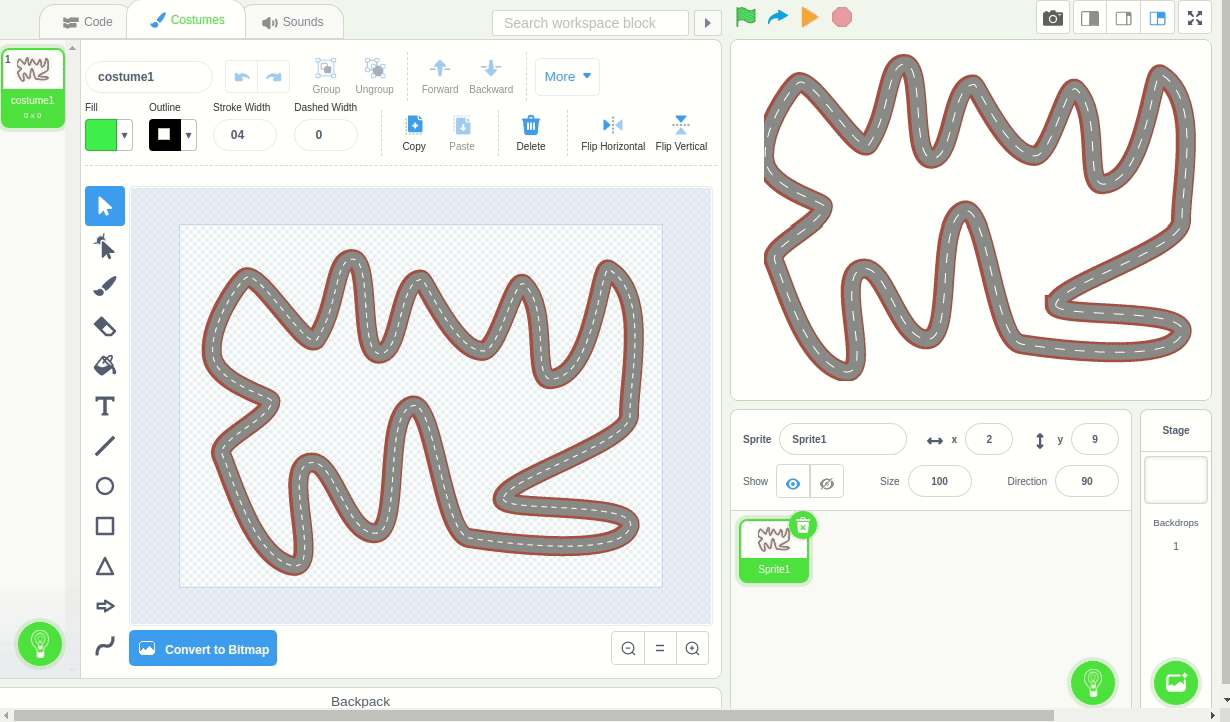 Code
Costumes
Sounds
Search workspace block
1
costume1
0 x 0
costume1
Group
Ungroup
Forward
Backward
More
Fill
Outline
Stroke Width
Dashed Width
04
0
Copy
Paste
Delete
Flip Horizontal
Flip Vertical
T
Convert to Bitmap
=
Backpack
Sprite
Sprite1
x
2
y
9
Show
Size
100
Direction
90
Sprite1
Stage
Backdrops
1